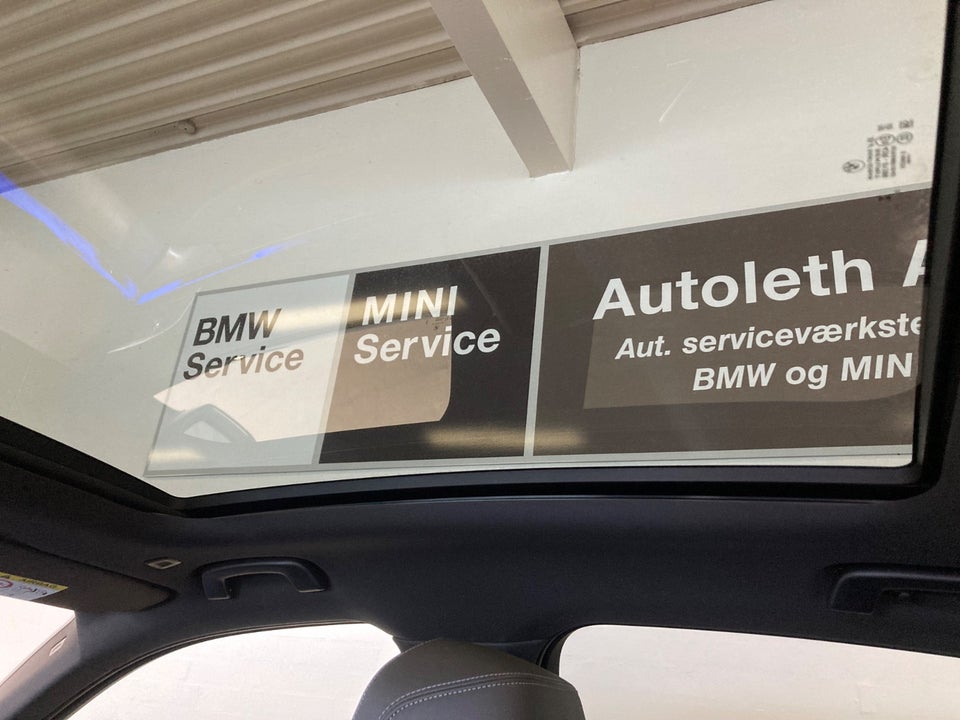 BMW
Service
MINI
Service
Autoleth A
Aut. serviceværkste
BMW og MIN